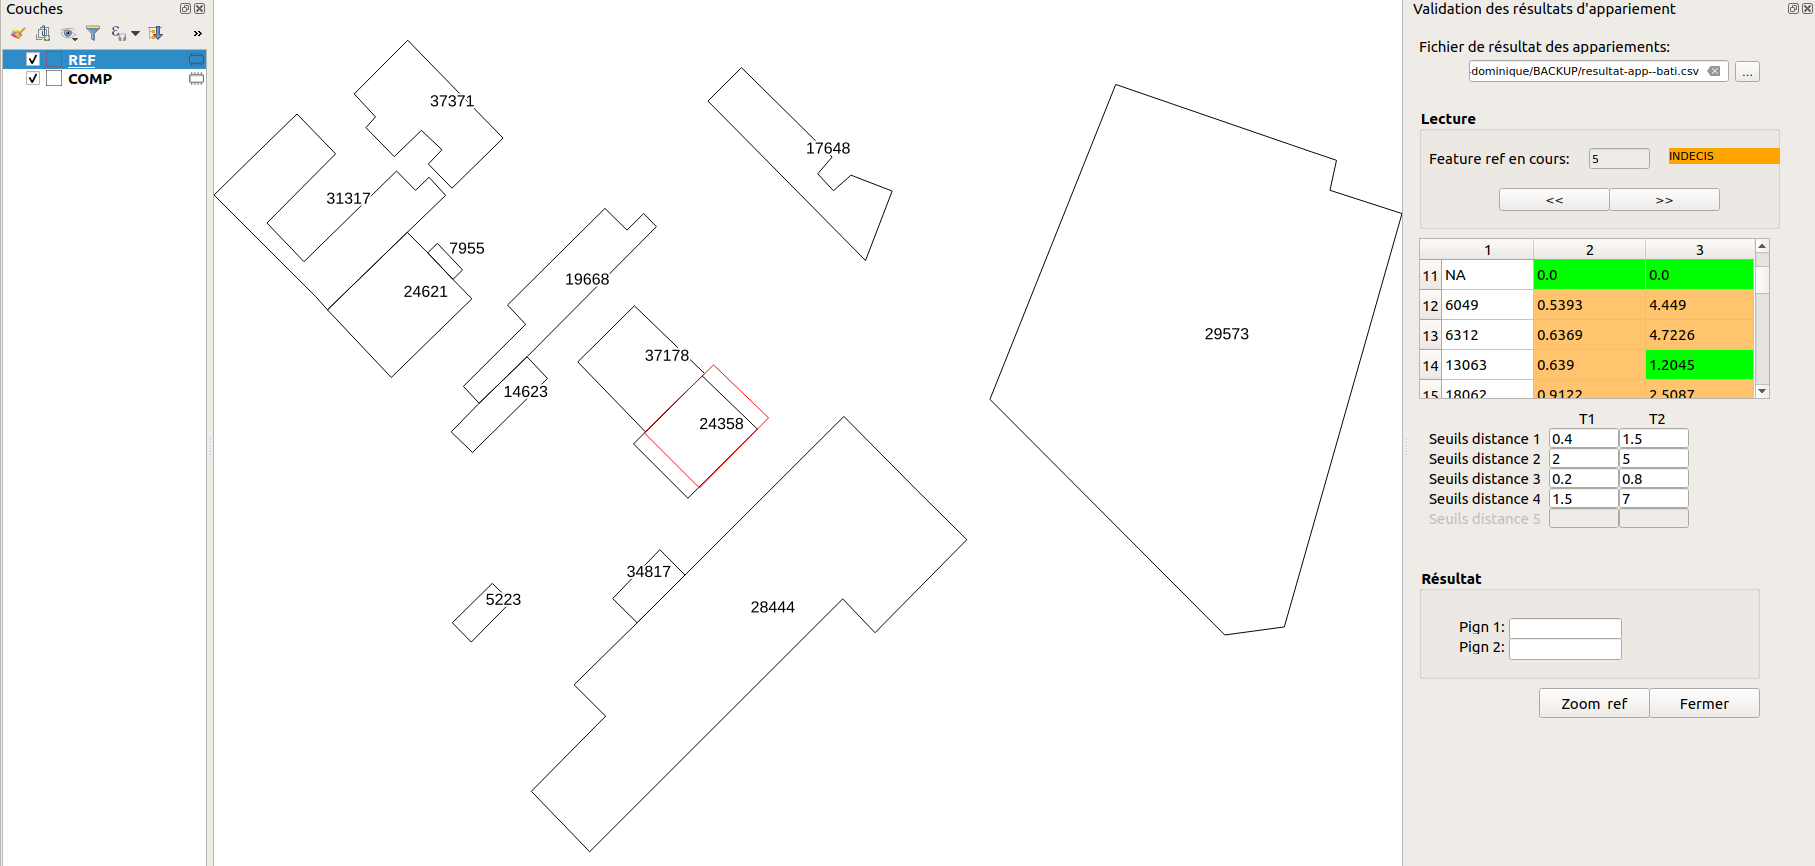 Couches
REF
COMP
37371
31317
7955
24621
19668
14623
37178
24358
17648
29573
34817
5223
28444
Validation des résultats d'appariement
Fichier de résultat des appariements:
dominique/BACKUP/resultat-app--bati.csv
...
Lecture
Feature ref en cours: 5 INDECIS
<< >>
1 2 3
11 NA 0.0 0.0
12 6049 0.5393 4.449
13 6312 0.6369 4.7226
14 13063 0.639 1.2045
15 18062 0.9122 2.5087
T1 T2
Seuils distance 1 0.4 1.5
Seuils distance 2 2 5
Seuils distance 3 0.2 0.8
Seuils distance 4 1.5 7
Seuils distance 5
Résultat
Pign 1:
Pign 2:
Zoom ref Fermer